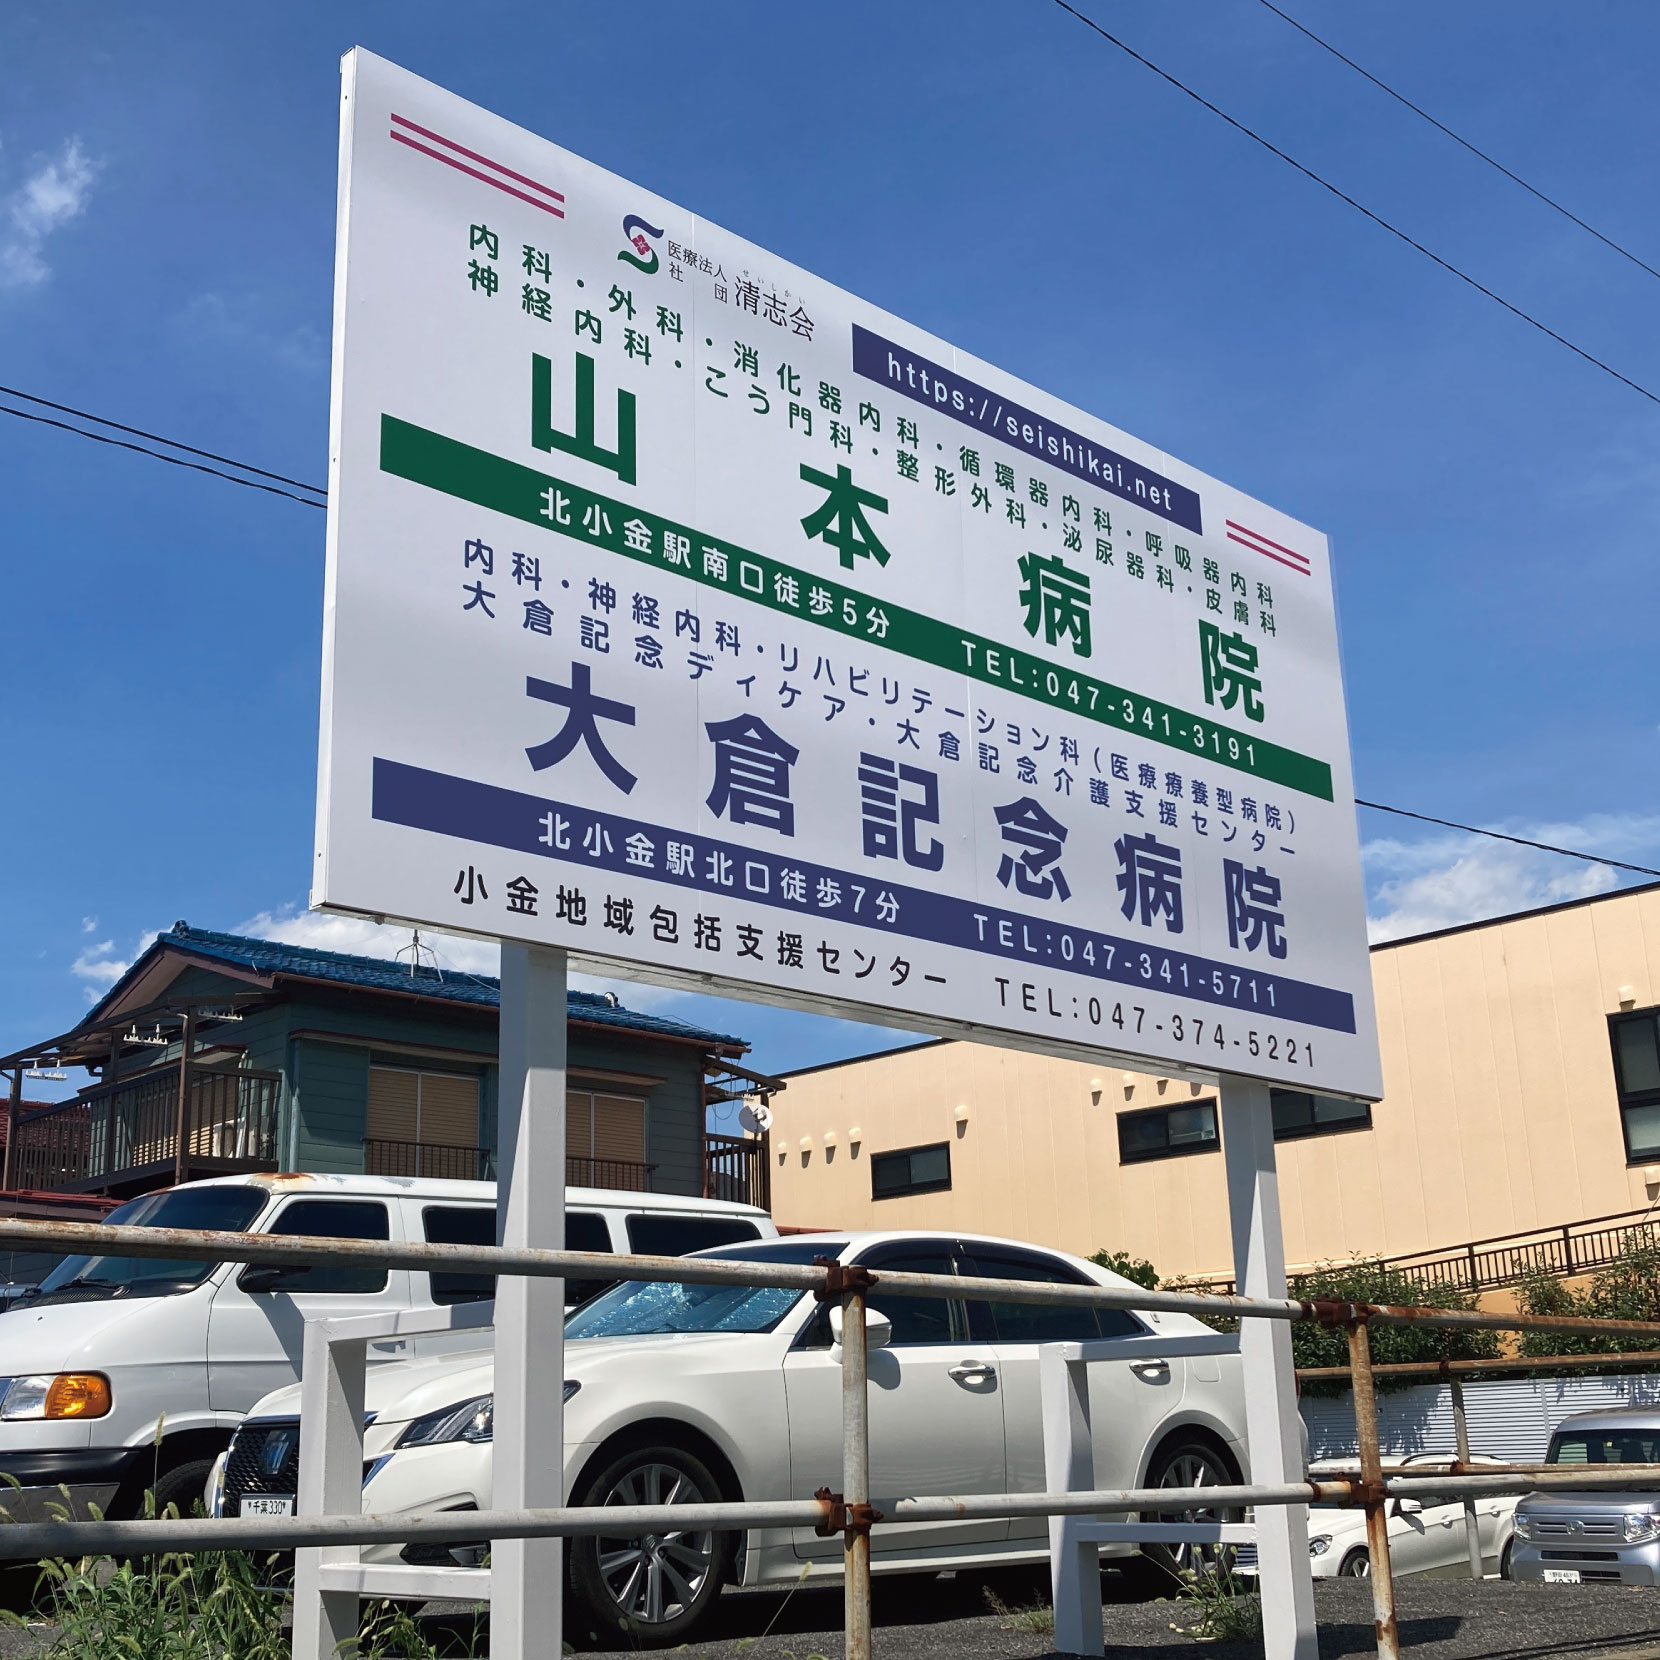 医療法人社団 清志会
せいしかい
https://seishikai.net
内科・外科・消化器内科・循環器内科・呼吸器内科
神経内科・こう門科・整形外科・泌尿器科・皮膚科
山本病院
北小金駅南口徒歩5分 TEL:047-341-3191
内科・神経内科・リハビリテーション科(医療療養型病院)
大倉記念ディケア・大倉記念介護支援センター
大倉記念病院
北小金駅北口徒歩7分 TEL:047-341-5711
小金地域包括支援センター TEL:047-374-5221
千葉 330